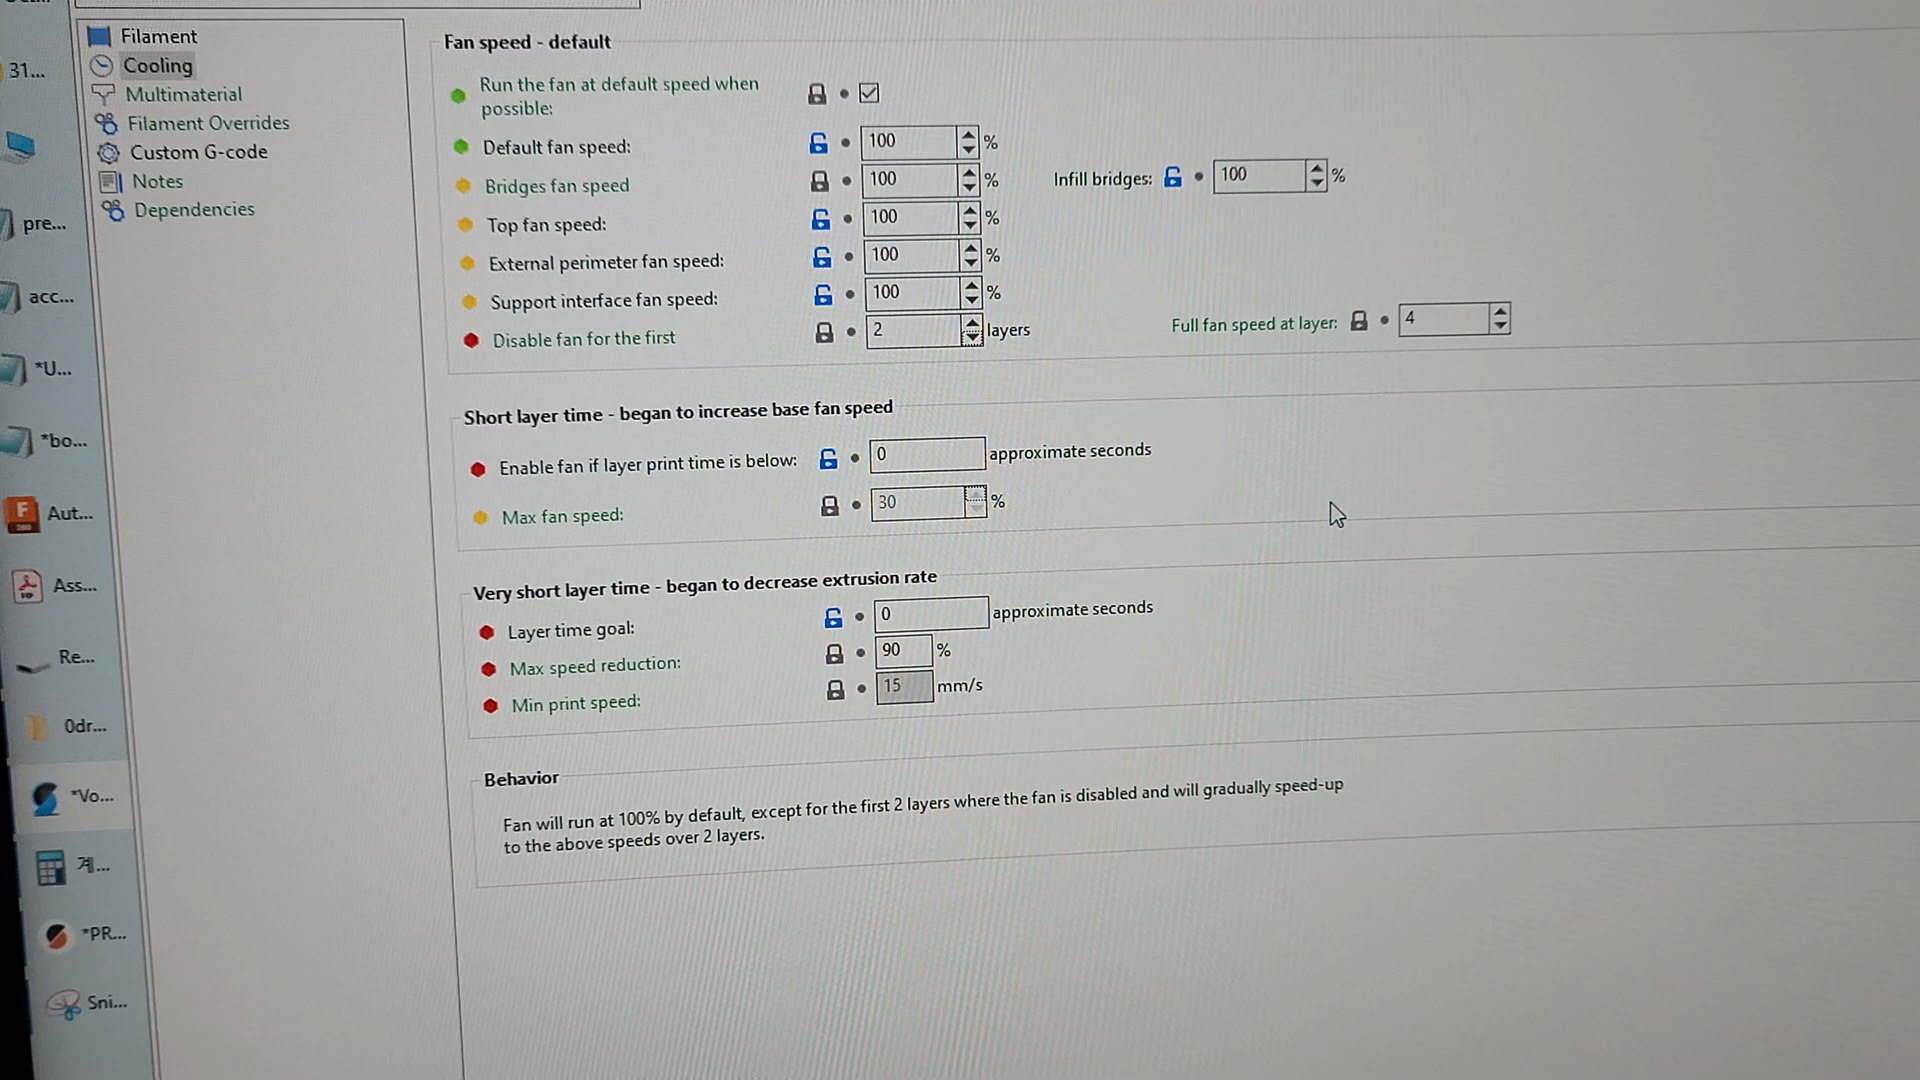 Filament
Cooling
Multimaterial
Filament Overrides
Custom G-code
Notes
Dependencies
31...
pre...
acc...
*U...
*bo...
Aut...
Ass...
Re...
0dr...
*Vo...
계...
*PR...
Sni...
Fan speed - default
Run the fan at default speed when
possible:
Default fan speed: 100 %
Bridges fan speed 100 % Infill bridges: 100 %
Top fan speed: 100 %
External perimeter fan speed: 100 %
Support interface fan speed: 100 %
Disable fan for the first 2 layers Full fan speed at layer: 4
Short layer time - began to increase base fan speed
Enable fan if layer print time is below: 0 approximate seconds
Max fan speed: 30 %
Very short layer time - began to decrease extrusion rate
Layer time goal: 0 approximate seconds
Max speed reduction: 90 %
Min print speed: 15 mm/s
Behavior
Fan will run at 100% by default, except for the first 2 layers where the fan is disabled and will gradually speed-up
to the above speeds over 2 layers.